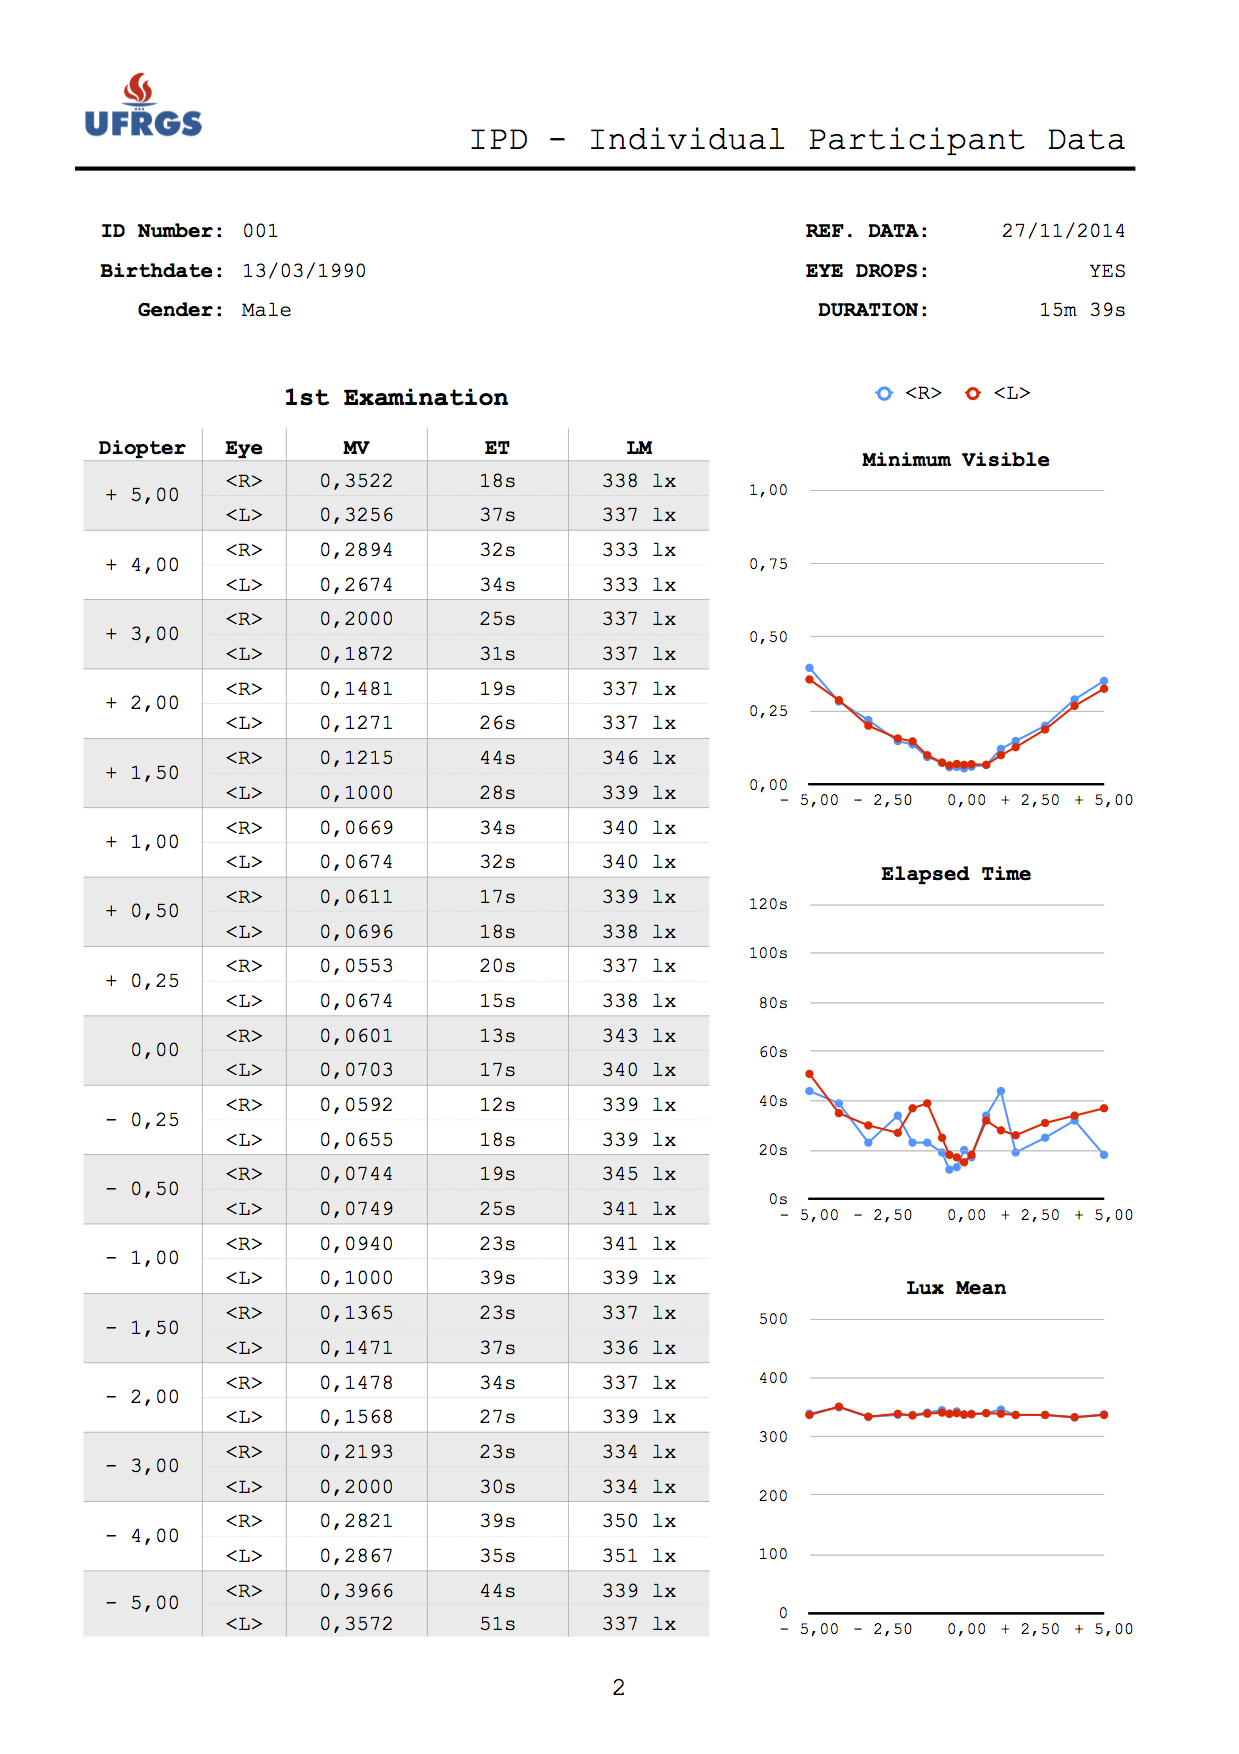 UFRGS
IPD - Individual Participant Data
ID Number: 001
Birthdate: 13/03/1990
Gender: Male
REF. DATA: 27/11/2014
EYE DROPS: YES
DURATION: 15m 39s
1st Examination
Diopter Eye MV ET LM
+ 5,00 <R> 0,3522 18s 338 lx
<L> 0,3256 37s 337 lx
+ 4,00 <R> 0,2894 32s 333 lx
<L> 0,2674 34s 333 lx
+ 3,00 <R> 0,2000 25s 337 lx
<L> 0,1872 31s 337 lx
+ 2,00 <R> 0,1481 19s 337 lx
<L> 0,1271 26s 337 lx
+ 1,50 <R> 0,1215 44s 346 lx
<L> 0,1000 28s 339 lx
+ 1,00 <R> 0,0669 34s 340 lx
<L> 0,0674 32s 340 lx
+ 0,50 <R> 0,0611 17s 339 lx
<L> 0,0696 18s 338 lx
+ 0,25 <R> 0,0553 20s 337 lx
<L> 0,0674 15s 338 lx
0,00 <R> 0,0601 13s 343 lx
<L> 0,0703 17s 340 lx
- 0,25 <R> 0,0592 12s 339 lx
<L> 0,0655 18s 339 lx
- 0,50 <R> 0,0744 19s 345 lx
<L> 0,0749 25s 341 lx
- 1,00 <R> 0,0940 23s 341 lx
<L> 0,1000 39s 339 lx
- 1,50 <R> 0,1365 23s 337 lx
<L> 0,1471 37s 336 lx
- 2,00 <R> 0,1478 34s 337 lx
<L> 0,1568 27s 339 lx
- 3,00 <R> 0,2193 23s 334 lx
<L> 0,2000 30s 334 lx
- 4,00 <R> 0,2821 39s 350 lx
<L> 0,2867 35s 351 lx
- 5,00 <R> 0,3966 44s 339 lx
<L> 0,3572 51s 337 lx
<R> <L>
Minimum Visible
1,00
0,75
0,50
0,25
0,00
- 5,00 - 2,50 0,00 + 2,50 + 5,00
Elapsed Time
120s
100s
80s
60s
40s
20s
0s
- 5,00 - 2,50 0,00 + 2,50 + 5,00
Lux Mean
500
400
300
200
100
0
- 5,00 - 2,50 0,00 + 2,50 + 5,00
2